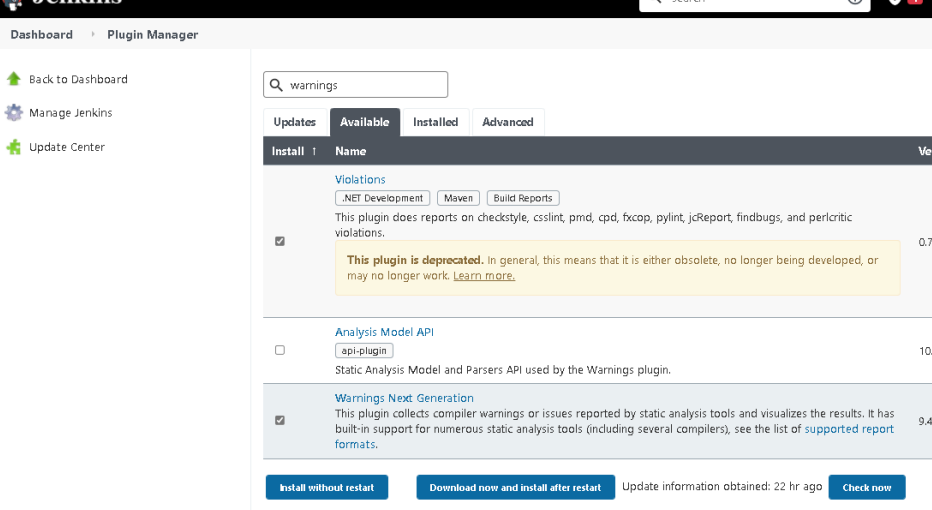 Jenkins
search
Dashboard
Plugin Manager
Back to Dashboard
Manage Jenkins
Update Center
warnings
Updates
Available
Installed
Advanced
Install ↑
Name
Ve
Violations
.NET Development
Maven
Build Reports
This plugin does reports on checkstyle, csslint, pmd, cpd, fxcop, pylint, jcReport, findbugs, and perlcritic
violations.
0.7
This plugin is deprecated. In general, this means that it is either obsolete, no longer being developed, or
may no longer work. Learn more.
Analysis Model API
api-plugin
10.
Static Analysis Model and Parsers API used by the Warnings plugin.
Warnings Next Generation
This plugin collects compiler warnings or issues reported by static analysis tools and visualizes the results. It has
built-in support for numerous static analysis tools (including several compilers), see the list of supported report
formats.
9.4
Install without restart
Download now and install after restart
Update information obtained: 22 hr ago
Check now